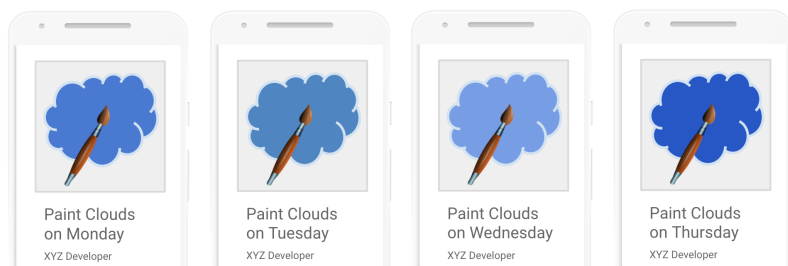 Paint Clouds
on Monday
XYZ Developer
Paint Clouds
on Tuesday
XYZ Developer
Paint Clouds
on Wednesday
XYZ Developer
Paint Clouds
on Thursday
XYZ Developer